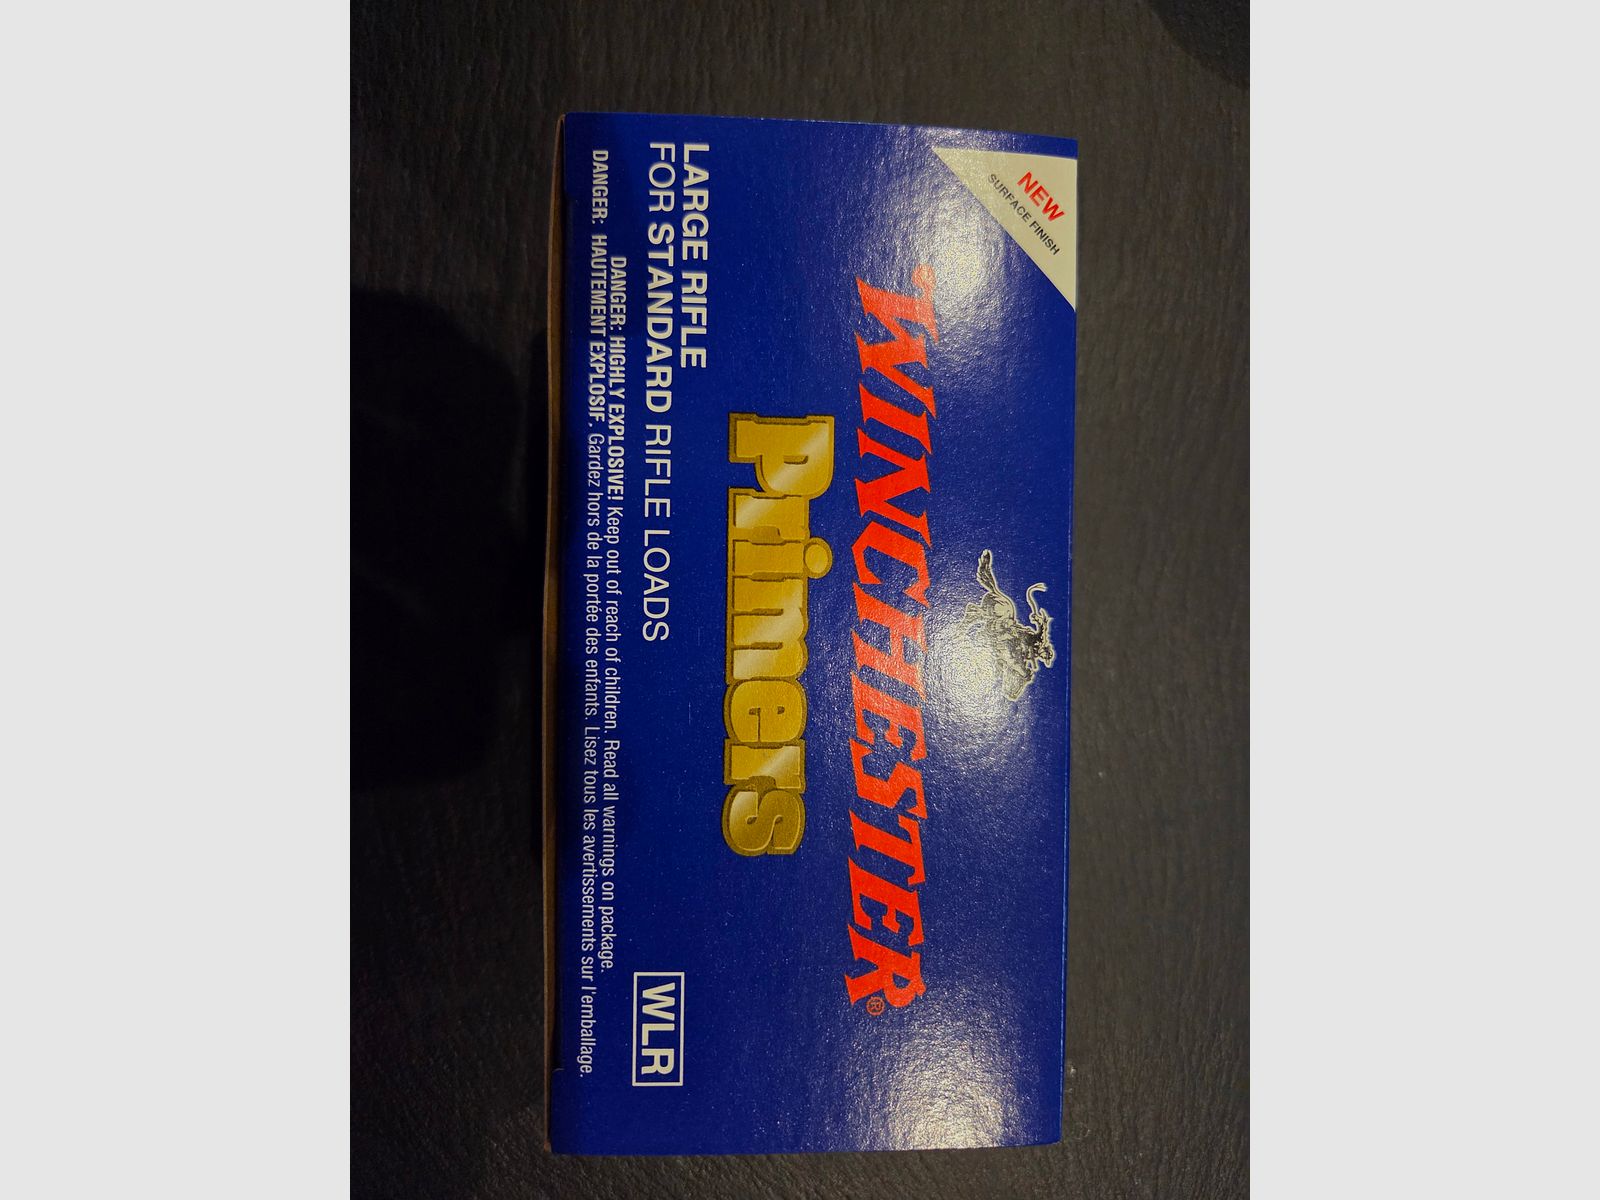 NEW
SURFACE FINISH
WINCHESTER®
Primers
LARGE RIFLE
FOR STANDARD RIFLE LOADS
WLR
DANGER: HIGHLY EXPLOSIVE! Keep out of reach of children. Read all warnings on package.
DANGER: HAUTEMENT EXPLOSIF. Gardez hors de la portée des enfants. Lisez tous les avertissements sur l'emballage.